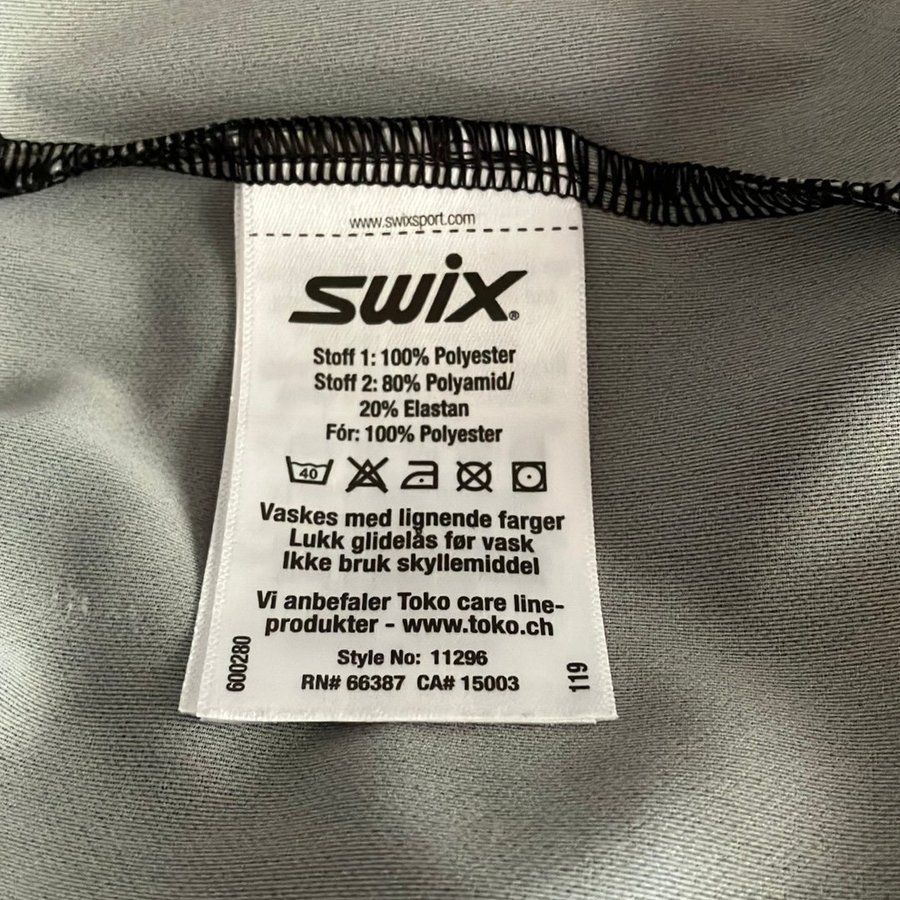 www.swixsport.com
SWIX®
Stoff 1: 100% Polyester
Stoff 2: 80% Polyamid/
20% Elastan
Fór: 100% Polyester
40
Vaskes med lignende farger
Lukk glidelås før vask
Ikke bruk skyllemiddel
Vi anbefaler Toko care line-
produkter - www.toko.ch
Style No: 11296
RN# 66387 CA# 15003
600280
119